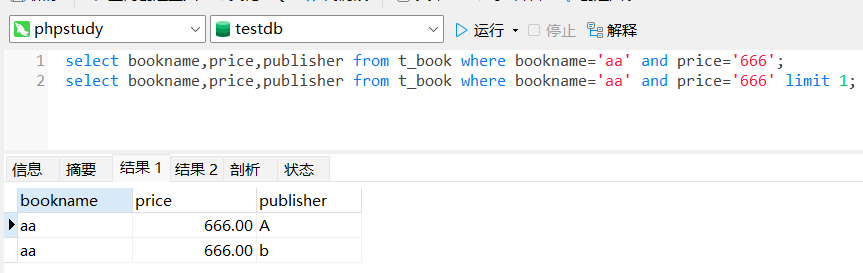 phpstudy testdb 运行 停止 解释
1 select bookname,price,publisher from t_book where bookname='aa' and price='666';
2 select bookname,price,publisher from t_book where bookname='aa' and price='666' limit 1;
信息 摘要 结果 1 结果 2 剖析 状态
bookname price publisher
aa 666.00 A
aa 666.00 b